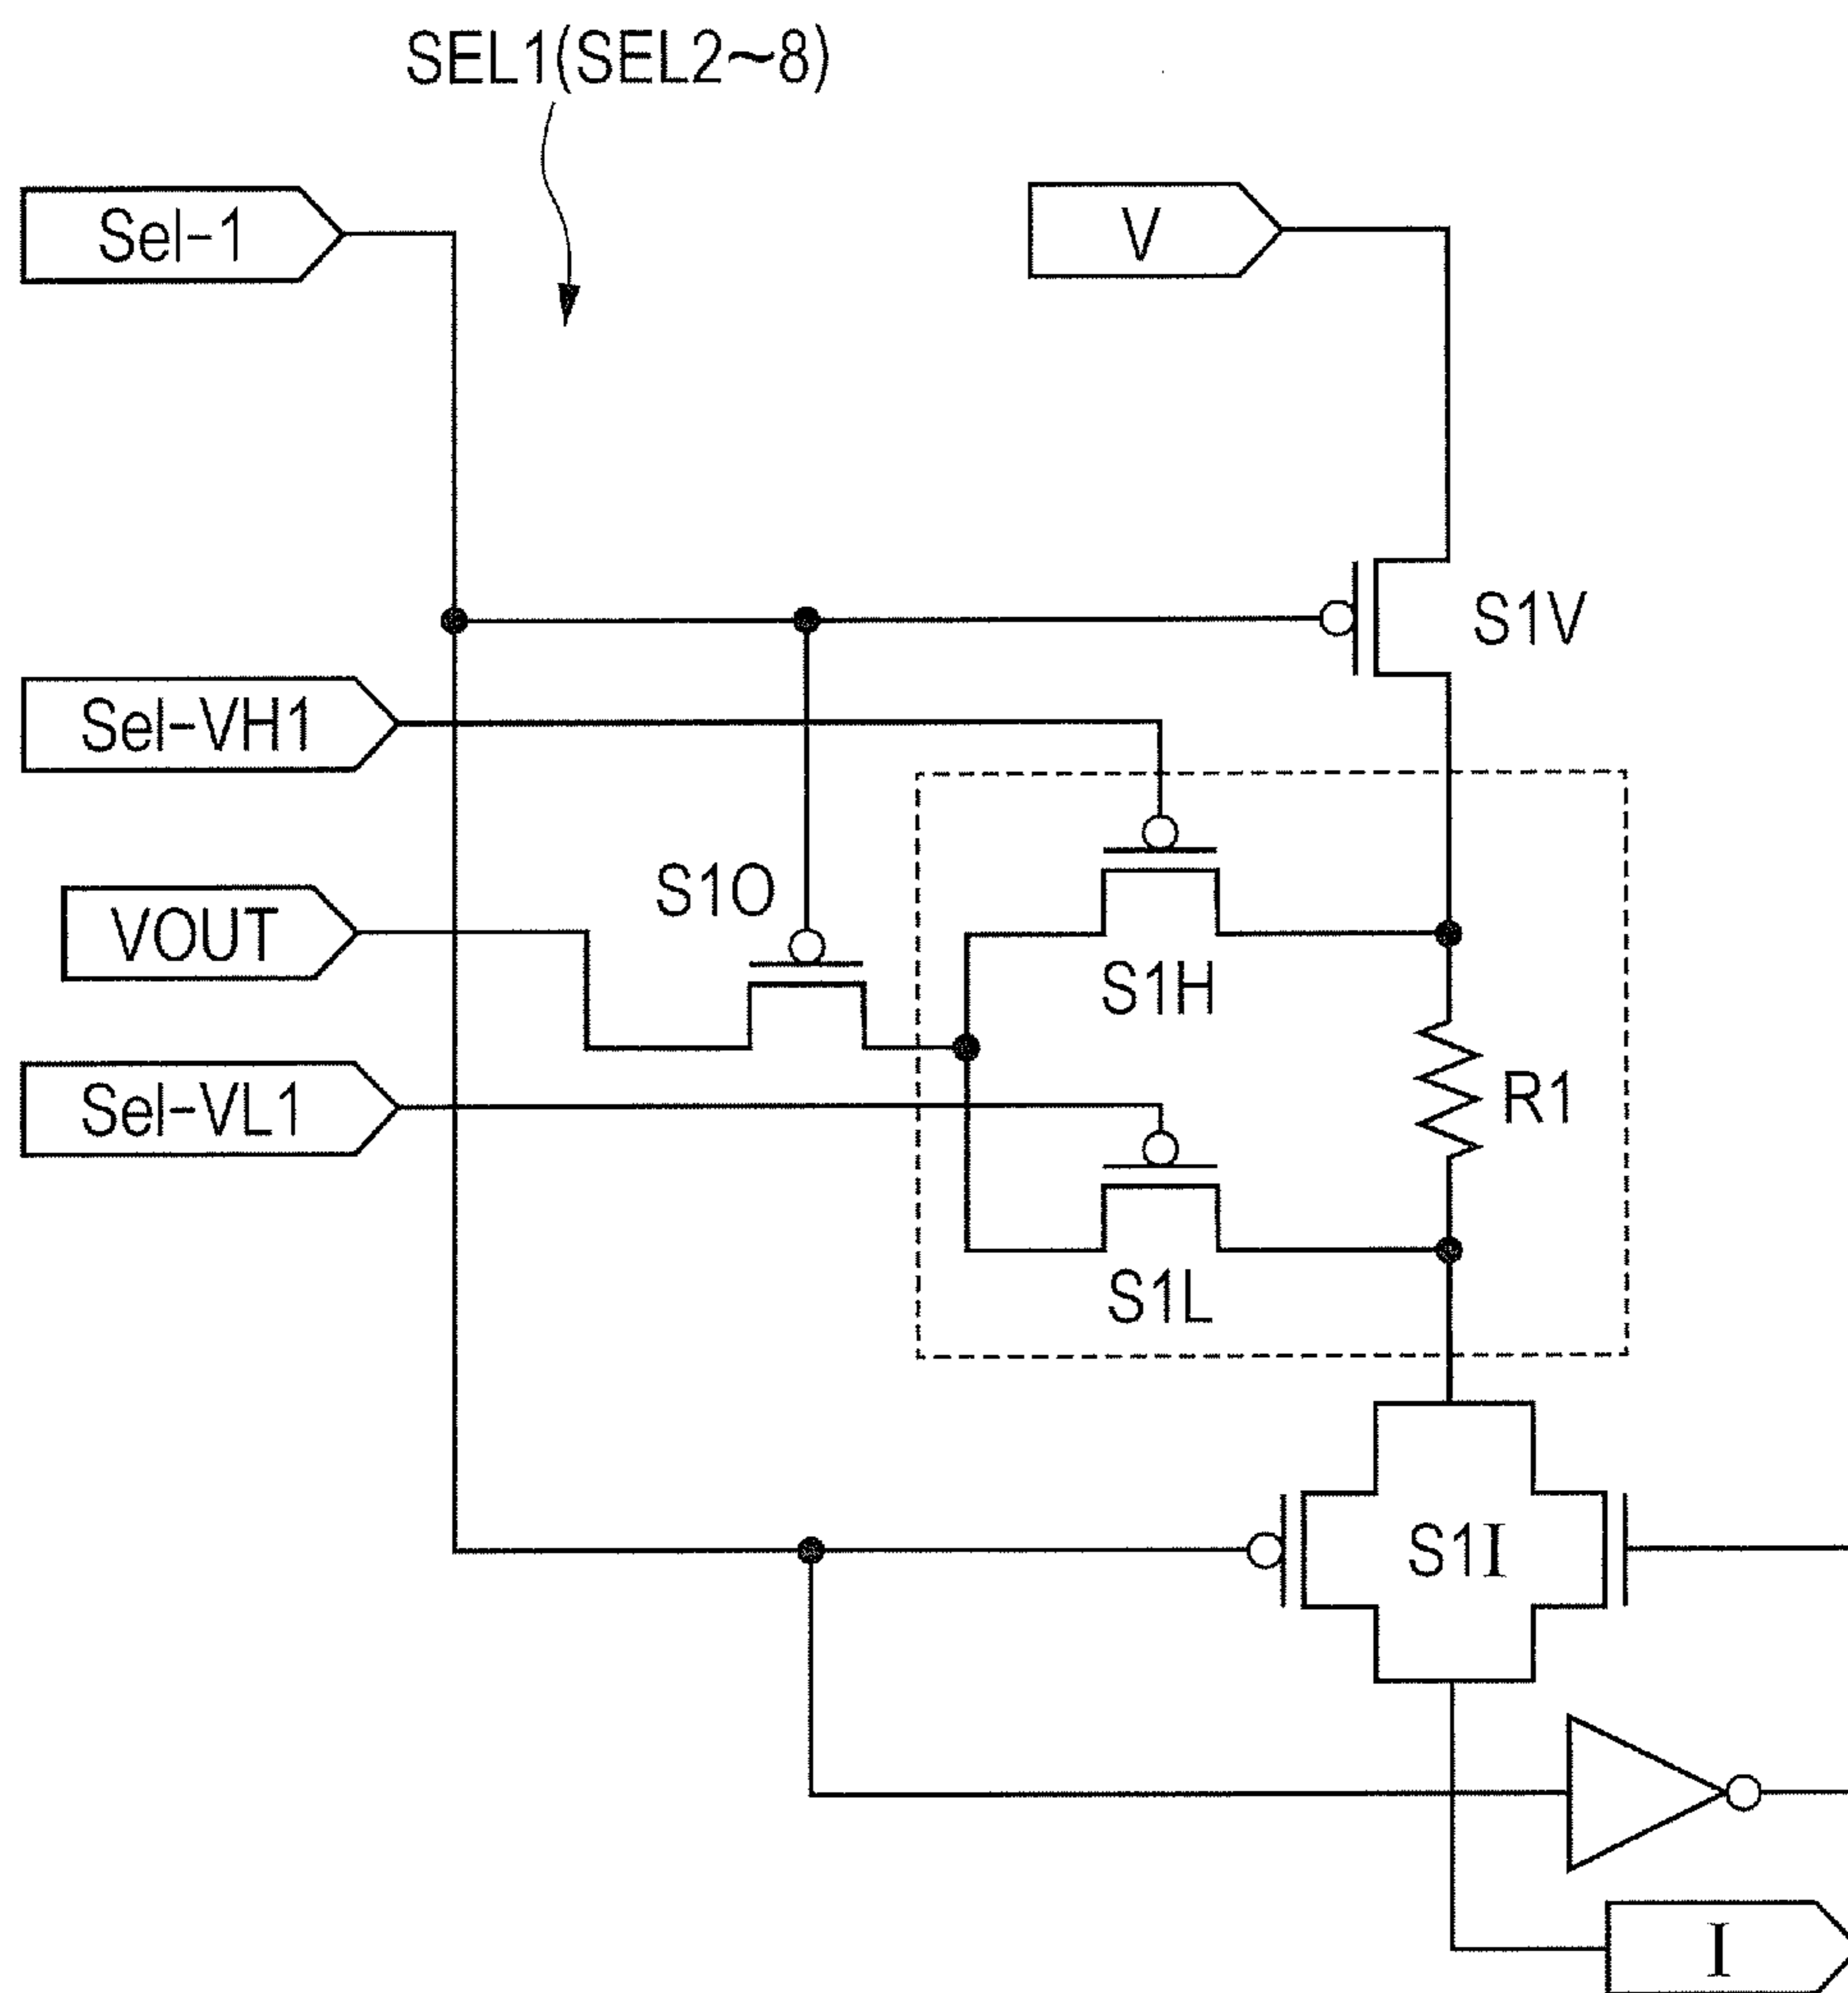 SEL1(SEL2~8)
Sel-1
V
S1V
Sel-VH1
S1O
VOUT
S1H
Sel-VL1
R1
S1L
S1I
I